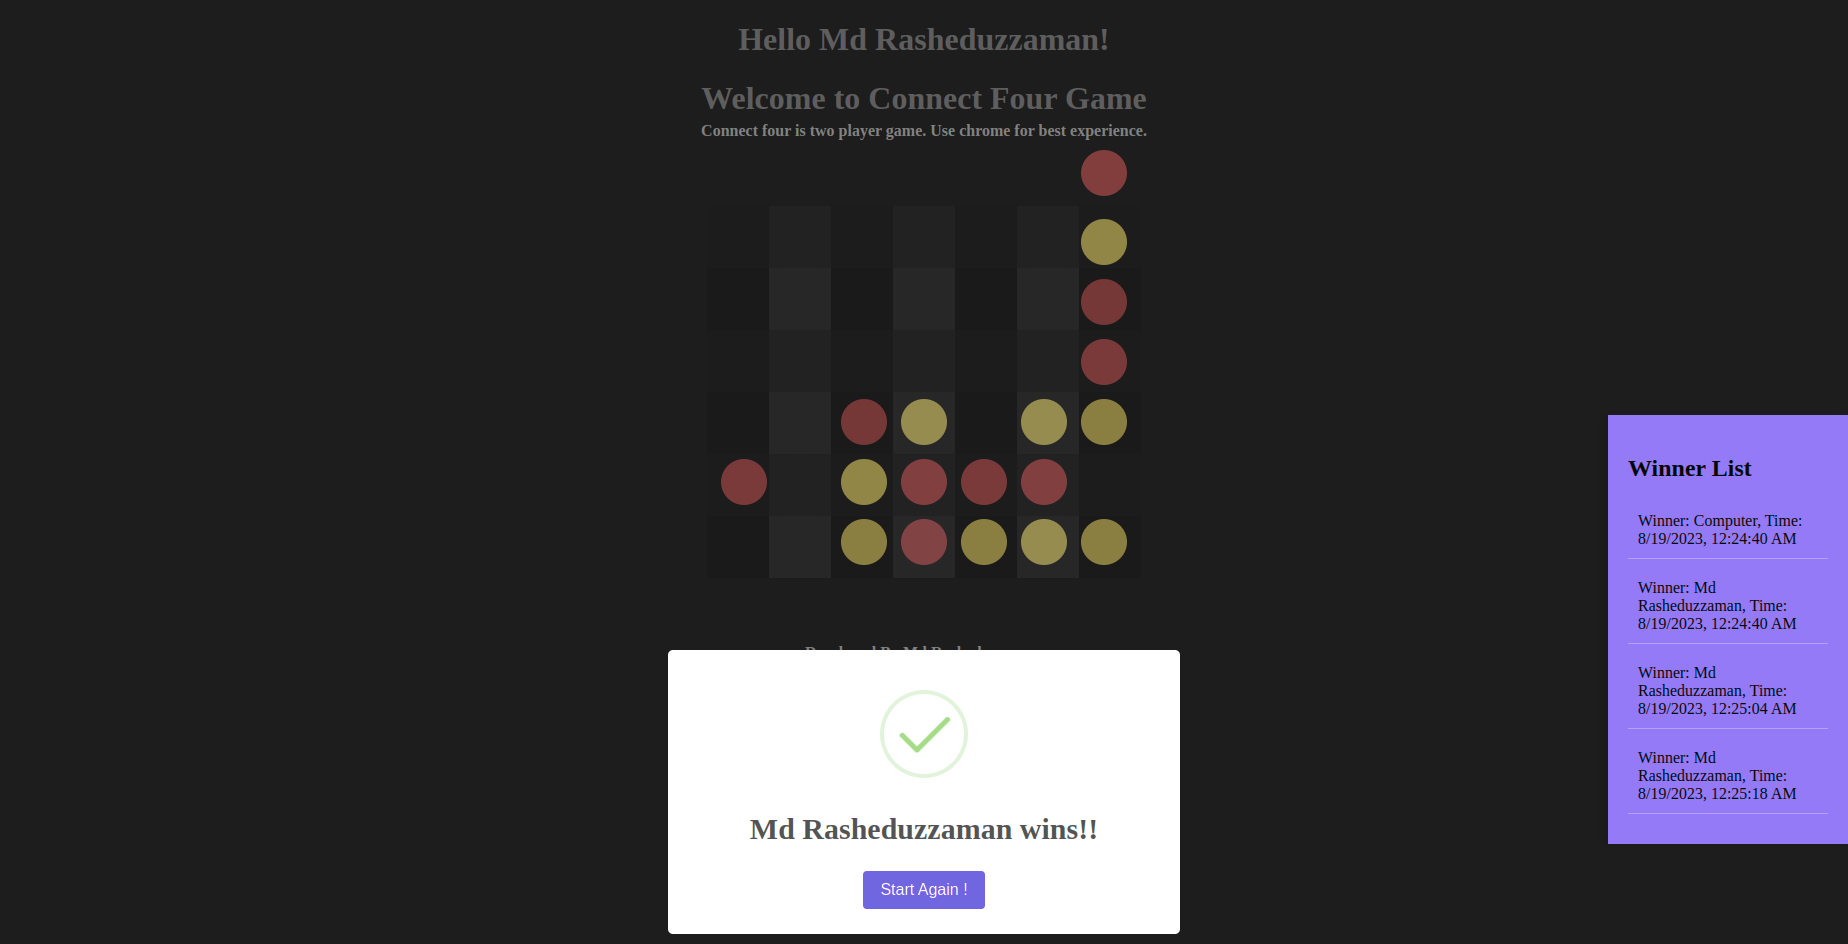 Hello Md Rasheduzzaman!
Welcome to Connect Four Game
Connect four is two player game. Use chrome for best experience.
Winner List
Winner: Computer, Time:
8/19/2023, 12:24:40 AM
Winner: Md
Rasheduzzaman, Time:
8/19/2023, 12:24:40 AM
Winner: Md
Rasheduzzaman, Time:
8/19/2023, 12:25:04 AM
Winner: Md
Rasheduzzaman, Time:
8/19/2023, 12:25:18 AM
Md Rasheduzzaman wins!!
Start Again !